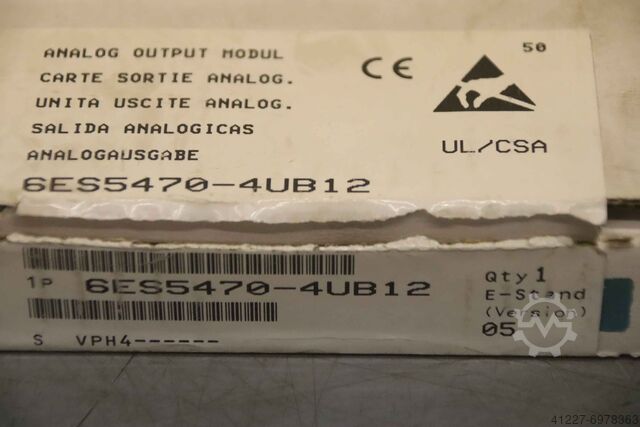 ANALOG OUTPUT MODUL
CARTE SORTIE ANALOG.
UNITA USCITE ANALOG.
SALIDA ANALOGICAS
ANALOGAUSGABE
6ES5470-4UB12
CE
50
UL/CSA
1P 6ES5470-4UB12
S VPH4------
Qty 1
E-Stand
(Version)
05
41227-6978363